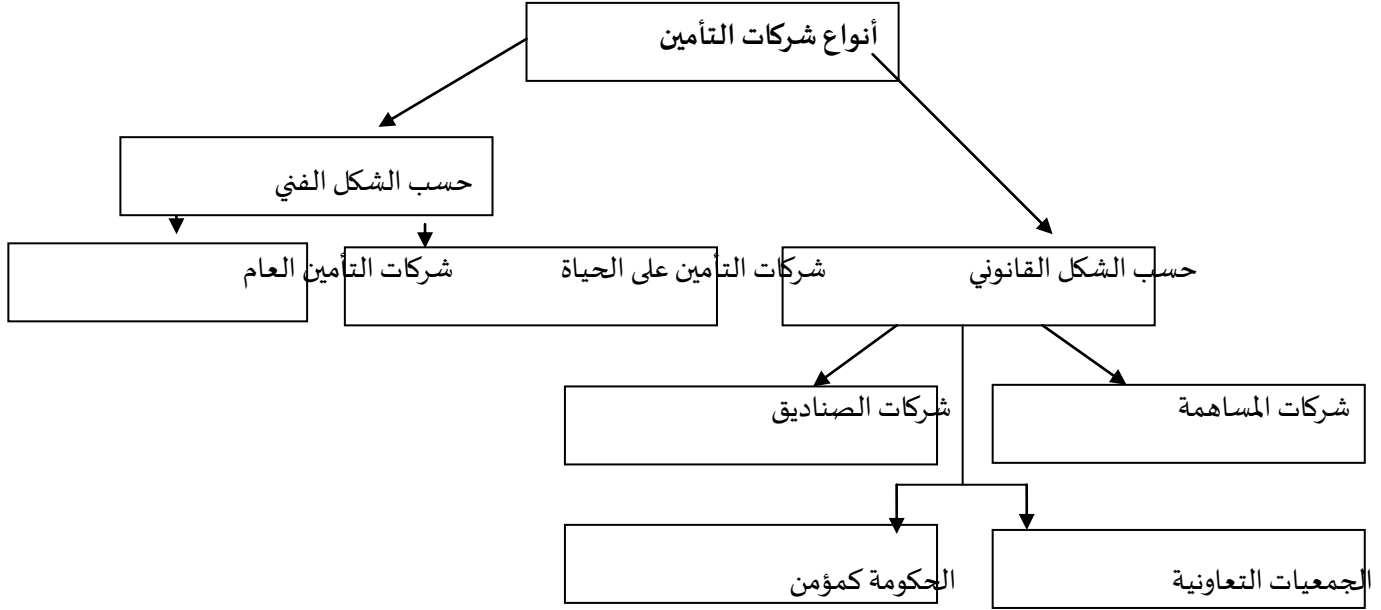 أنواع شركات التأمين
حسب الشكل الفني
حسب الشكل القانوني
شركات التأمين على الحياة
شركات التأمين العام
شركات المساهمة
شركات الصناديق
الجمعيات التعاونية
الحكومة كمؤمن